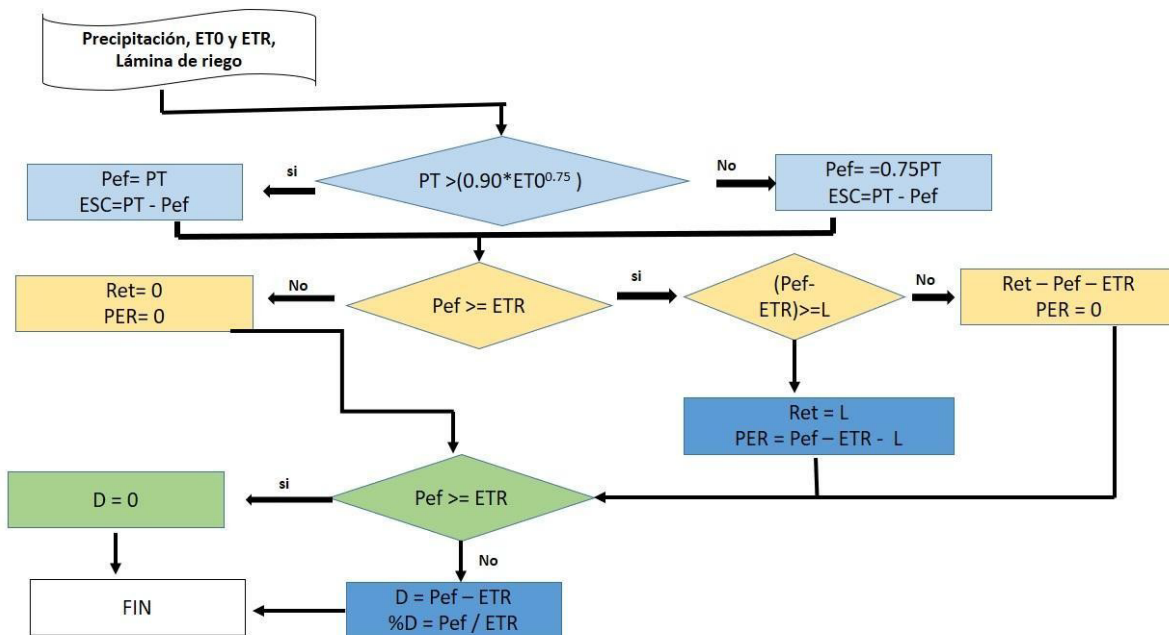 Precipitación, ET0 y ETR,
Lámina de riego
PT >(0.90*ET0^0.75 )
si
No
Pef= PT
ESC=PT - Pef
Pef= =0.75PT
ESC=PT - Pef
Pef >= ETR
No
si
Ret= 0
PER= 0
(Pef-
ETR)>=L
No
Ret – Pef – ETR
PER = 0
Ret = L
PER = Pef – ETR - L
Pef >= ETR
si
No
D = 0
D = Pef – ETR
%D = Pef / ETR
FIN